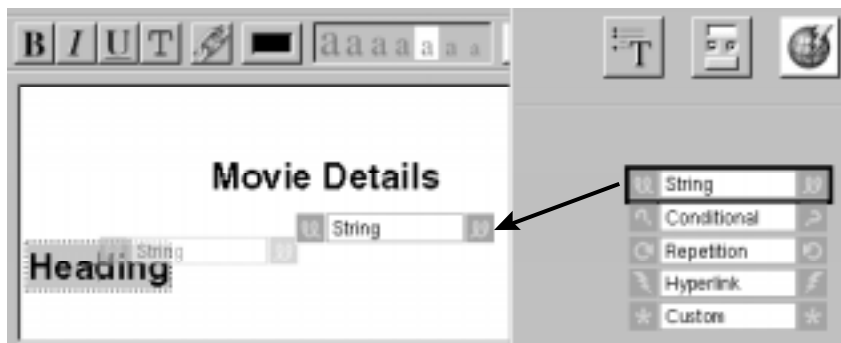 B I U T aaaaaaa
T
Movie Details
String
String
Heading
String
Conditional
Repetition
Hyperlink
Custom